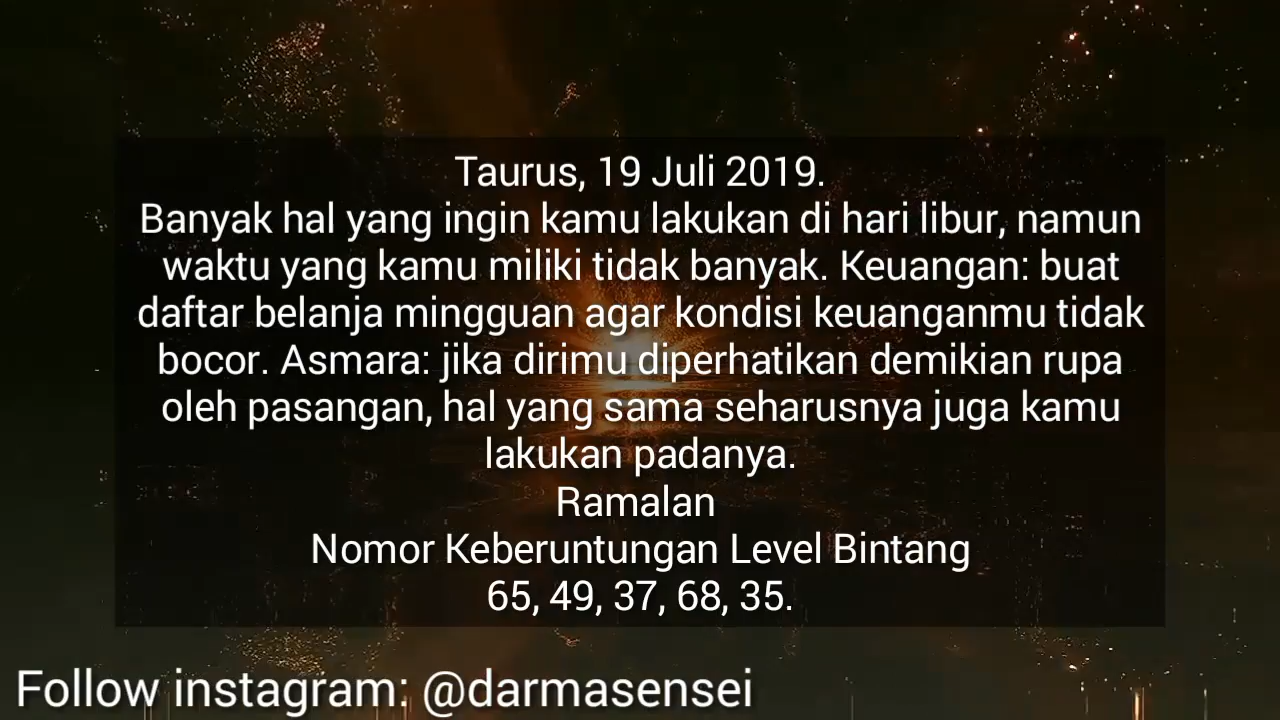 Taurus, 19 Juli 2019.
Banyak hal yang ingin kamu lakukan di hari libur, namun
waktu yang kamu miliki tidak banyak. Keuangan: buat
daftar belanja mingguan agar kondisi keuanganmu tidak
bocor. Asmara: jika dirimu diperhatikan demikian rupa
oleh pasangan, hal yang sama seharusnya juga kamu
lakukan padanya.
Ramalan
Nomor Keberuntungan Level Bintang
65, 49, 37, 68, 35.
Follow instagram: @darmasensei